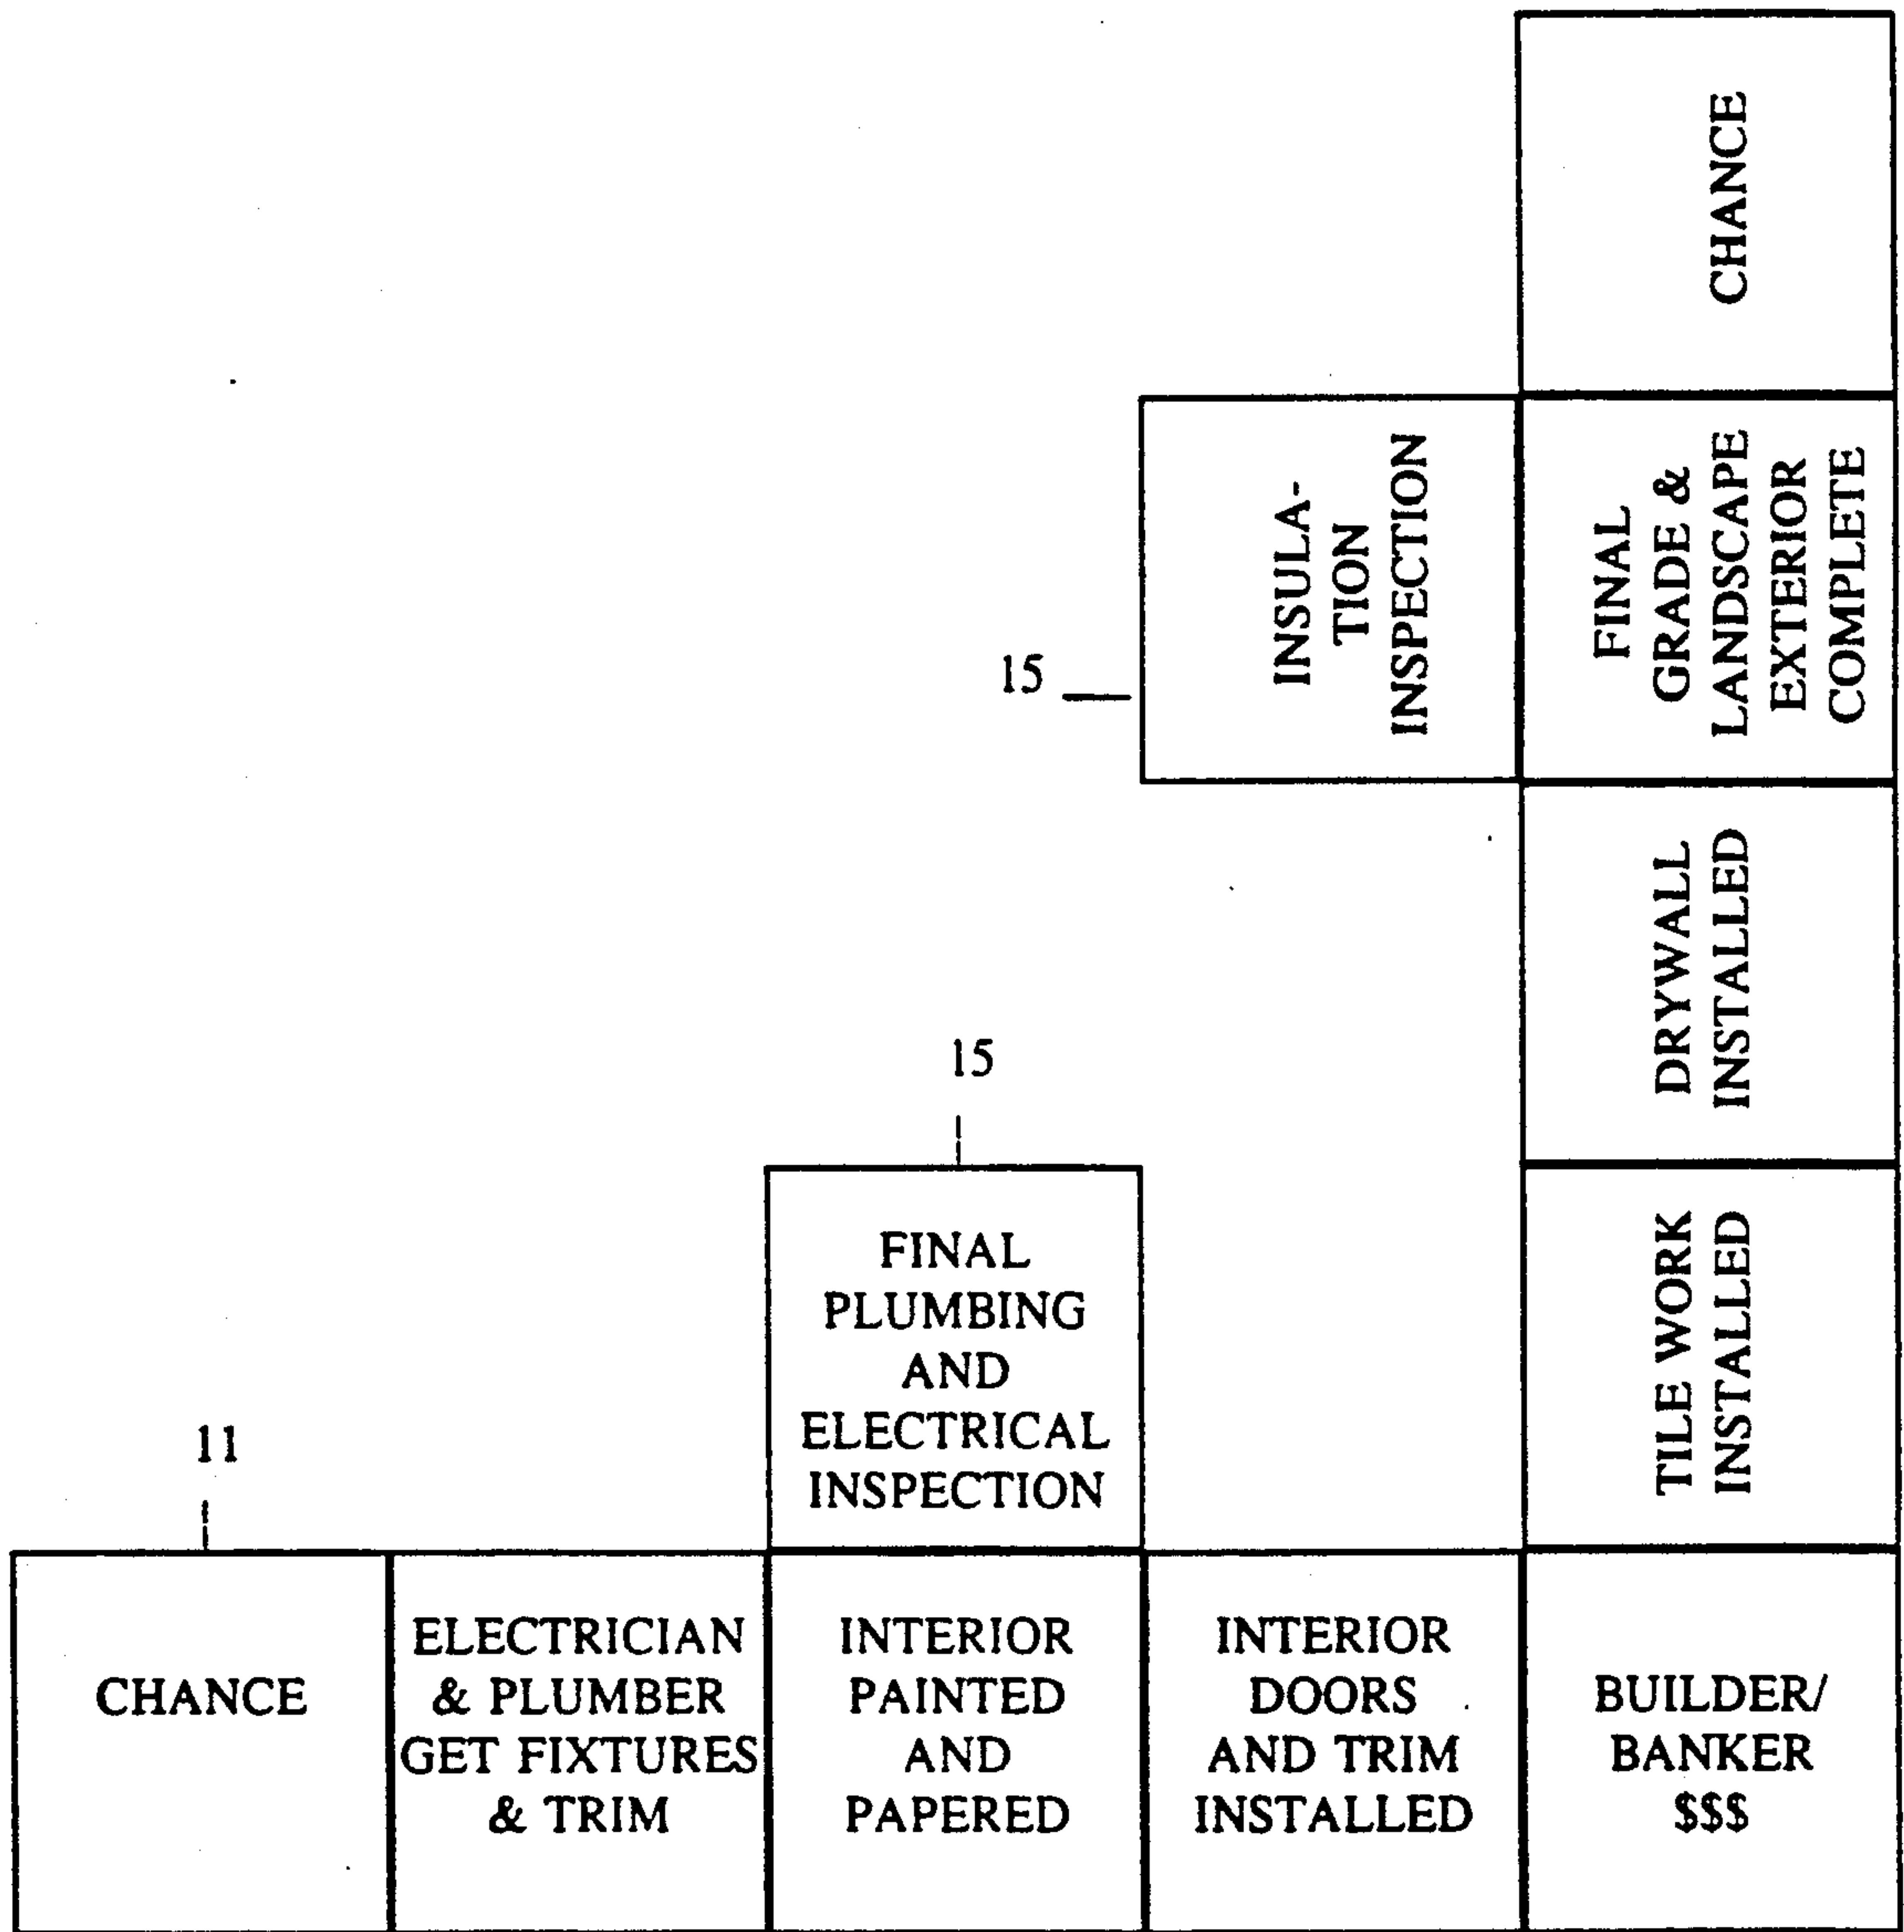 CHANCE
INSULA-
TION
INSPECTION
15
FINAL
GRADE &
LANDSCAPE
EXTERIOR
COMPLETE
DRYWALL
INSTALLED
15
FINAL
PLUMBING
AND
ELECTRICAL
INSPECTION
TILE WORK
INSTALLED
11
CHANCE
ELECTRICIAN
& PLUMBER
GET FIXTURES
& TRIM
INTERIOR
PAINTED
AND
PAPERED
INTERIOR
DOORS
AND TRIM
INSTALLED
BUILDER/
BANKER
$$$